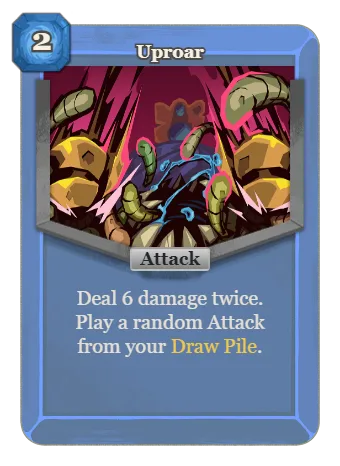 2
Uproar
Attack
Deal 6 damage twice.
Play a random Attack
from your Draw Pile.